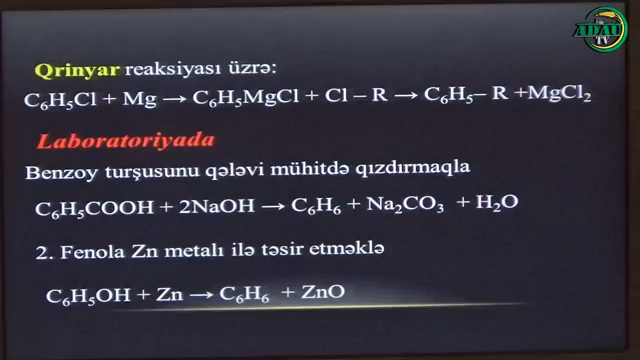 ADAU
TV
Qrinyar reaksiyası üzrə:
C₆H₅Cl + Mg → C₆H₅MgCl + Cl – R → C₆H₅– R +MgCl₂
Laboratoriyada
Benzoy turşusunu qələvi mühitdə qızdırmaqla
C₆H₅COOH + 2NaOH → C₆H₆ + Na₂CO₃ + H₂O
2. Fenola Zn metalı ilə təsir etməklə
C₆H₅OH + Zn → C₆H₆ + ZnO